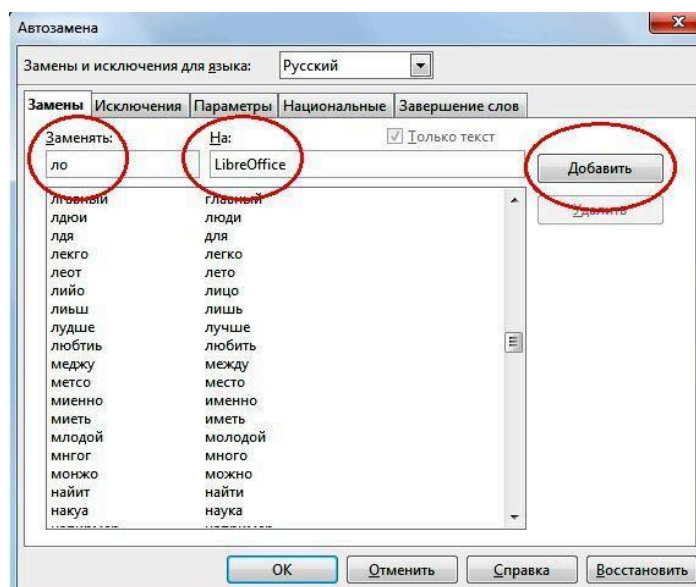 Автозамена
Замены и исключения для языка: Русский
Замены Исключения Параметры Национальные Завершение слов
Заменять: На: Только текст
ло LibreOffice Добавить
лгавный главный
Удалить
лдюи люди
лдя для
лекго легко
леот лето
лийо лицо
лиьш лишь
лудше лучше
любтиь любить
меджу между
метсо место
миенно именно
миеть иметь
млодой молодой
мнгог много
монжо можно
найит найти
накуа наука
ОК Отменить Справка Восстановить